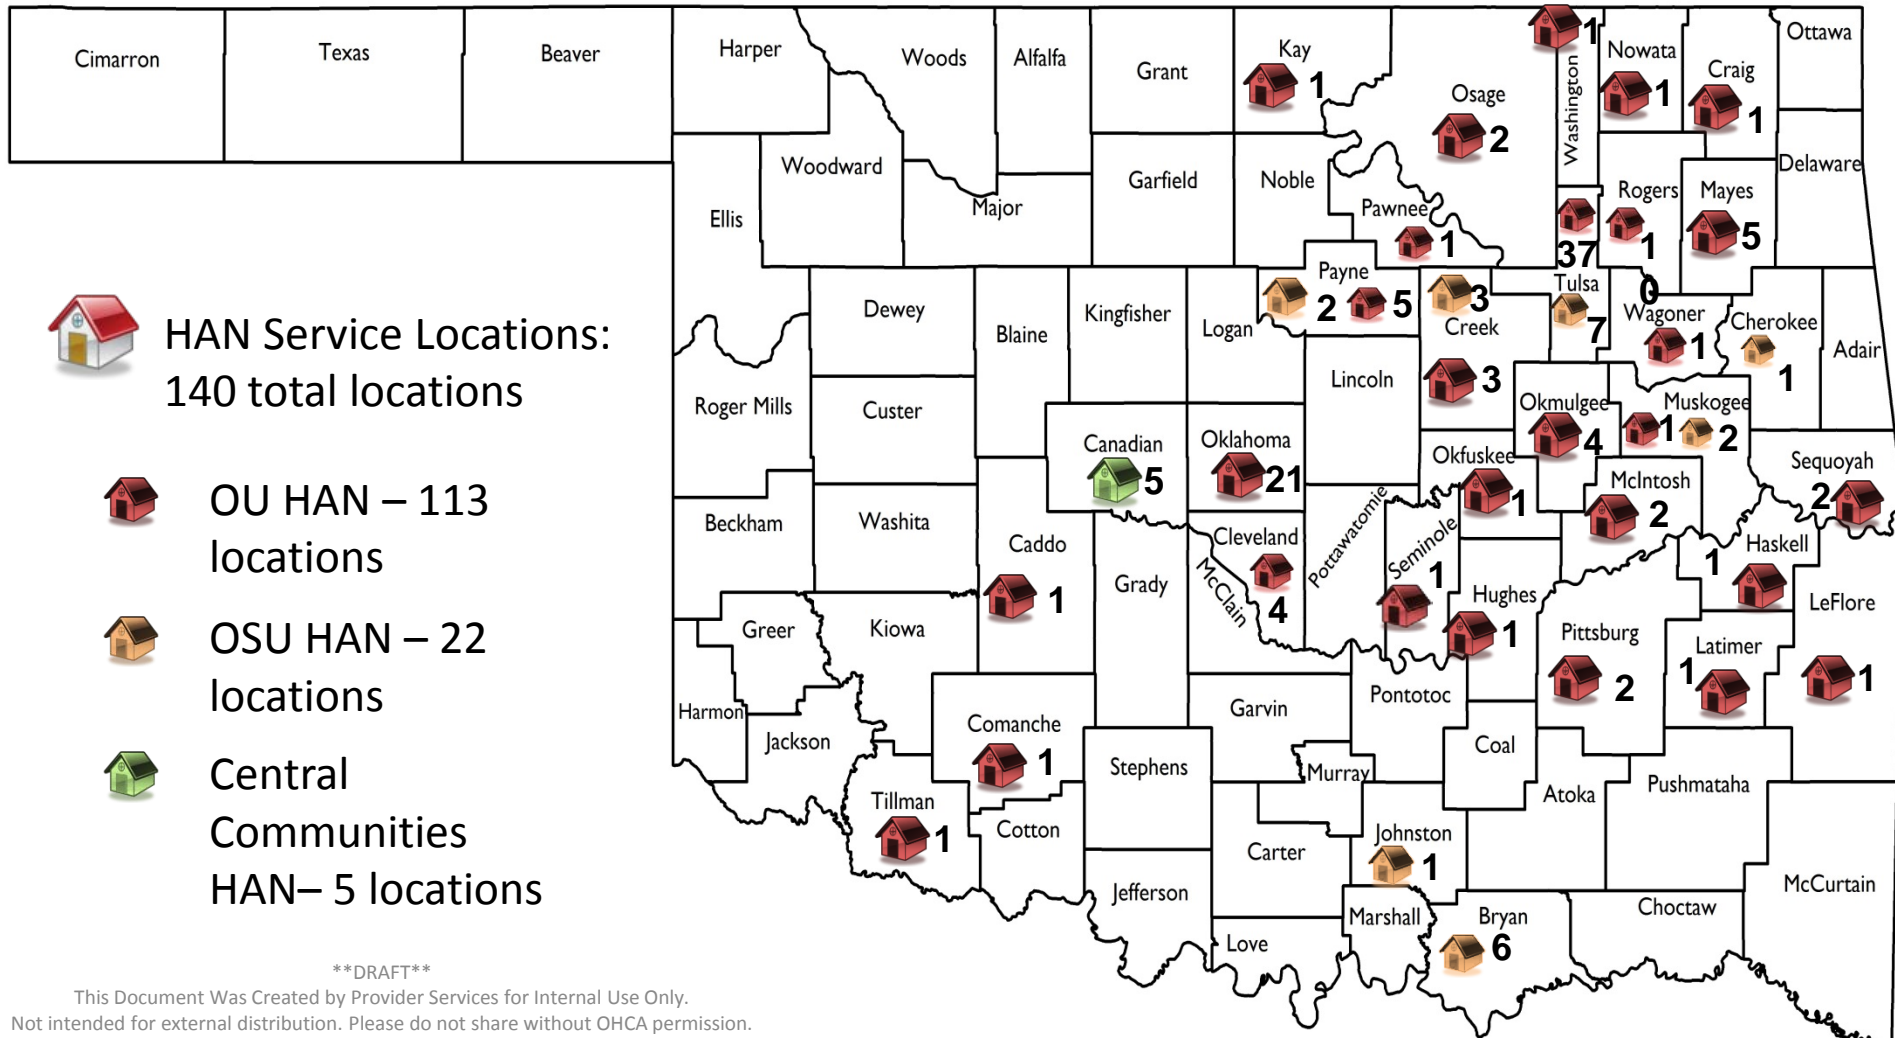 Cimarron
Texas
Beaver
Harper
Woods
Alfalfa
Grant
Kay
1
Osage
2
1
Washington
Nowata
1
Craig
1
Ottawa
Woodward
Ellis
Major
Garfield
Noble
Pawnee
1
37
Rogers
1
0
Mayes
5
Delaware
HAN Service Locations:
140 total locations
OU HAN – 113
locations
OSU HAN – 22
locations
Central
Communities
HAN– 5 locations
Dewey
Blaine
Kingfisher
Logan
Payne
2
5
3
Creek
3
Tulsa
7
Wagoner
1
Cherokee
1
Adair
Roger Mills
Custer
Canadian
5
Oklahoma
21
Lincoln
Okmulgee
4
Muskogee
1
2
Okfuskee
1
McIntosh
2
Sequoyah
2
Beckham
Washita
Caddo
1
Grady
Cleveland
4
McClain
Pottawatomie
Seminole
1
Hughes
1
Haskell
1
LeFlore
1
Greer
Kiowa
Pittsburg
2
Latimer
1
Harmon
Jackson
Comanche
1
Garvin
Pontotoc
Coal
Stephens
Murray
Atoka
Pushmataha
Tillman
1
Cotton
Carter
Johnston
1
Jefferson
Marshall
Bryan
6
Choctaw
McCurtain
Love
**DRAFT**
This Document Was Created by Provider Services for Internal Use Only.
Not intended for external distribution. Please do not share without OHCA permission.